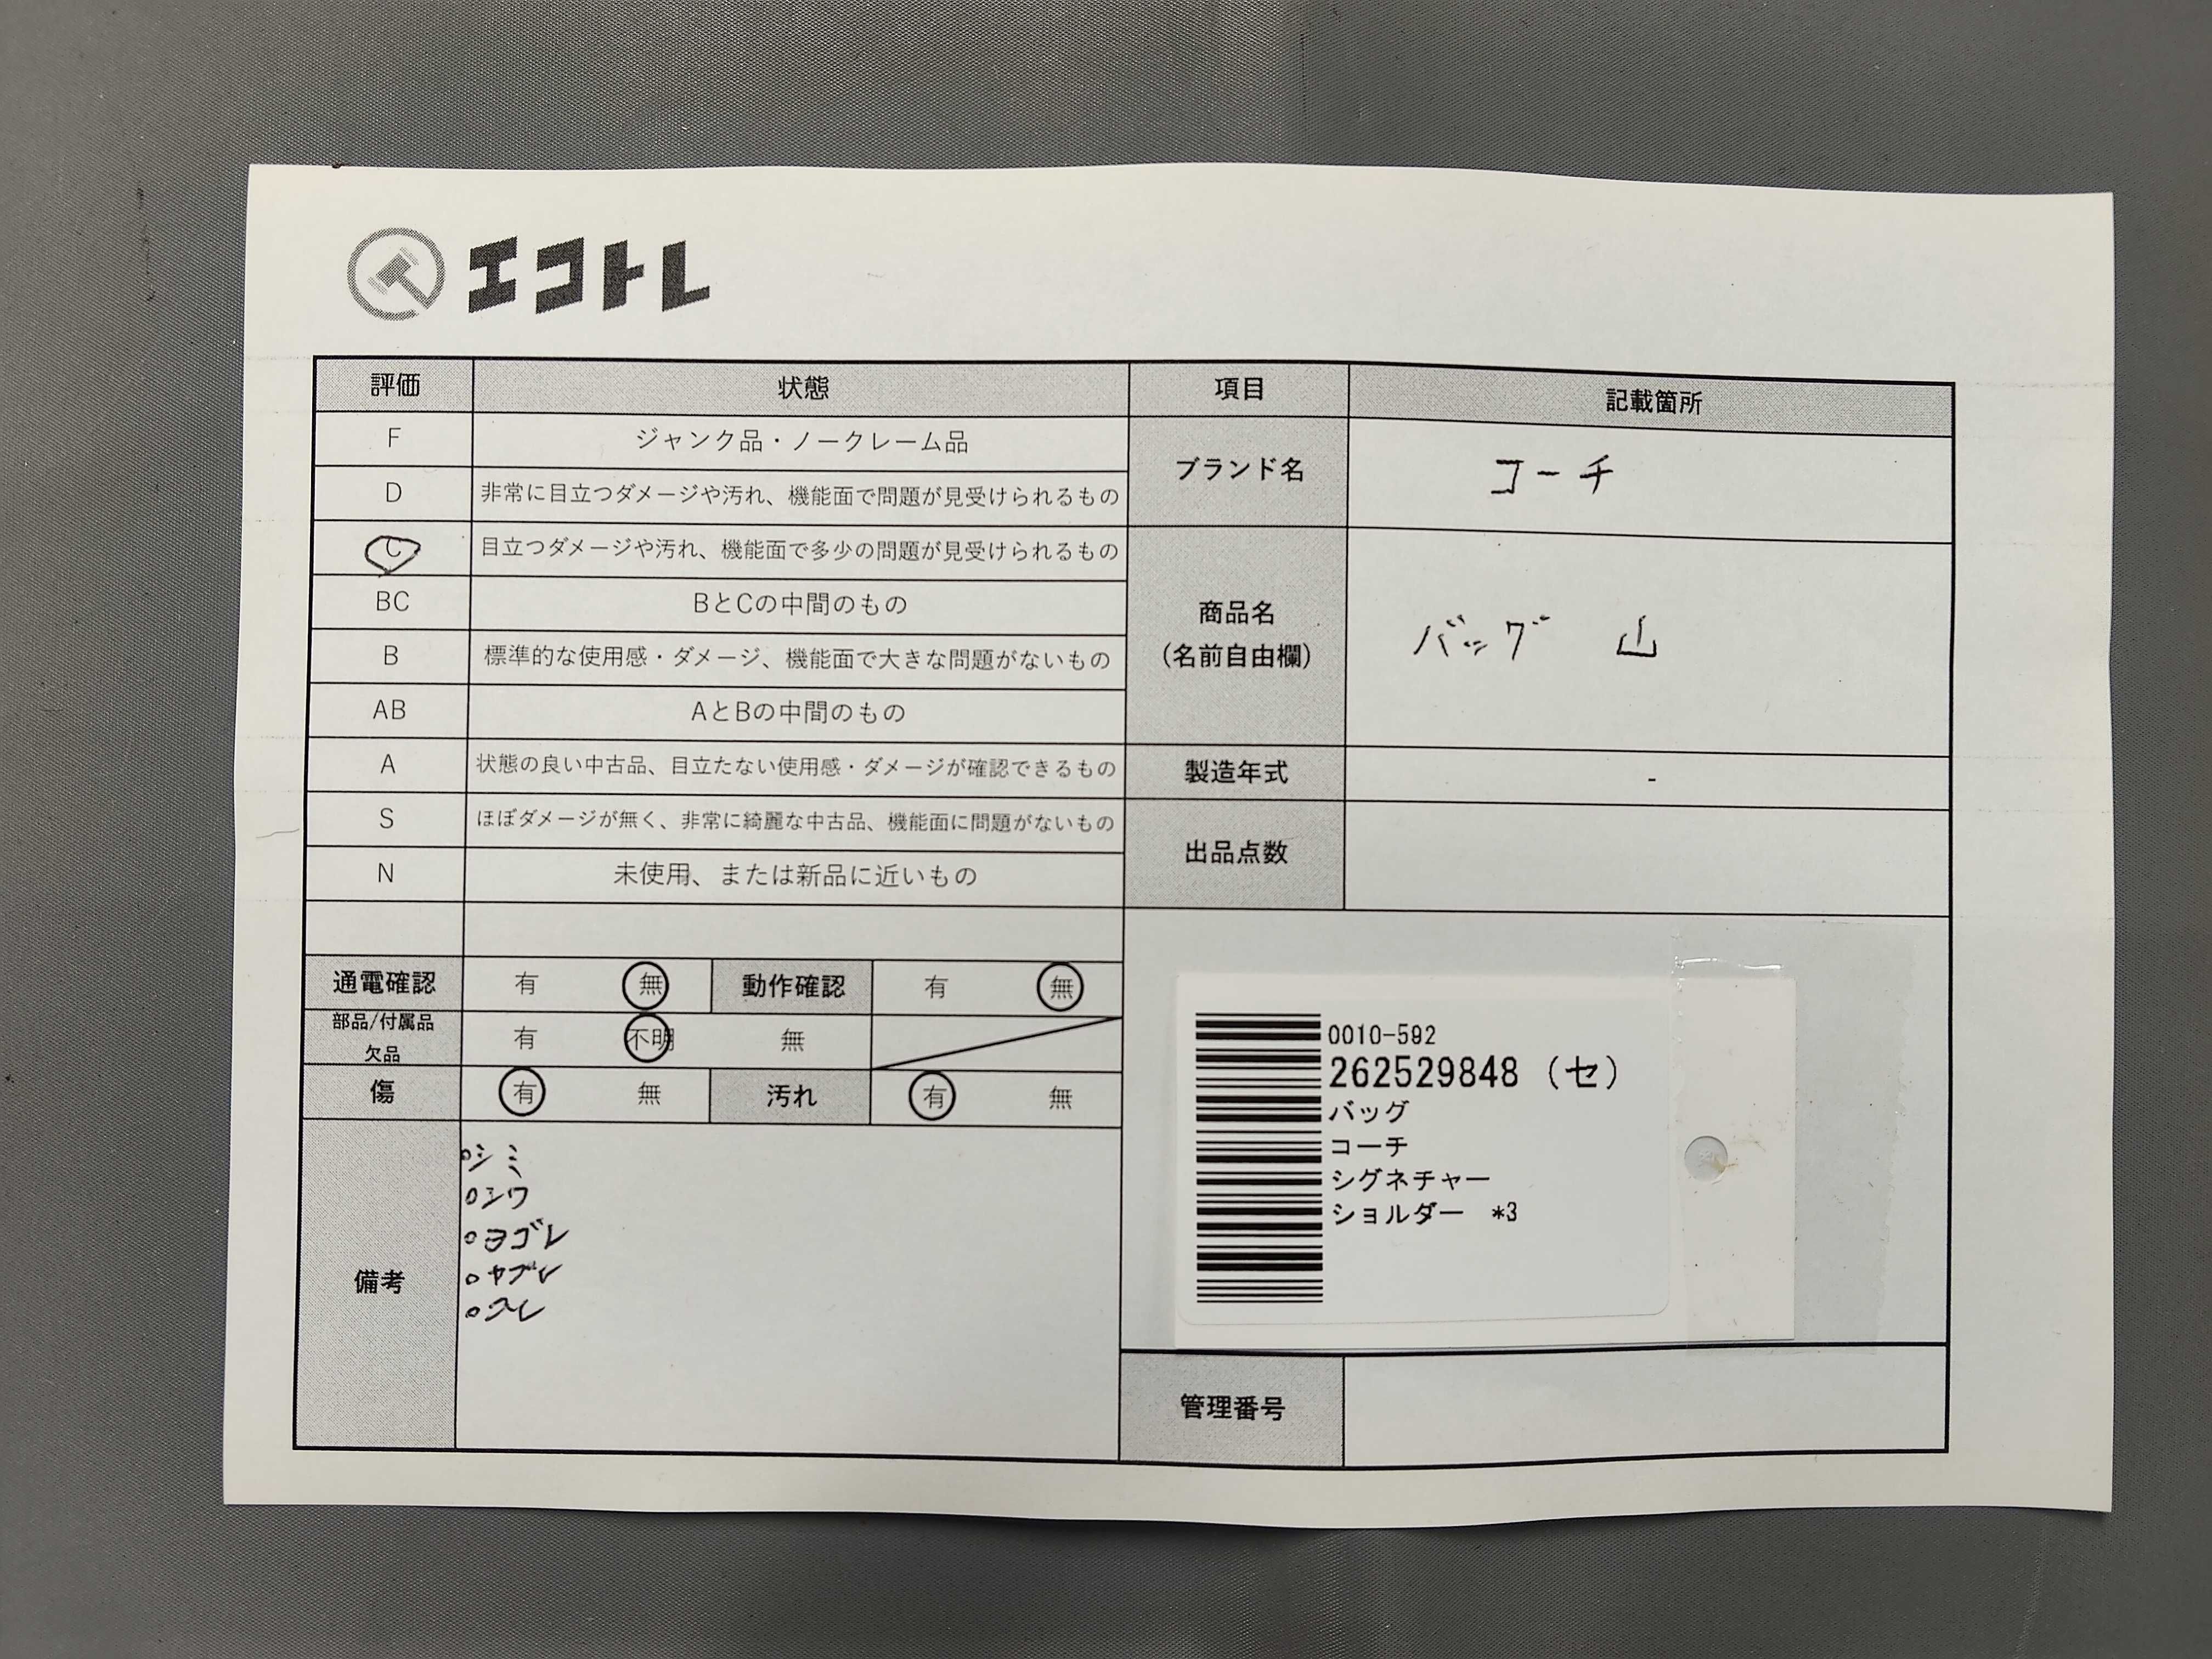 エコトレ
評価 状態 項目 記載箇所
F ジャンク品・ノークレーム品
D 非常に目立つダメージや汚れ、機能面で問題が見受けられるもの
C 目立つダメージや汚れ、機能面で多少の問題が見受けられるもの
BC BとCの中間のもの
B 標準的な使用感・ダメージ、機能面で大きな問題がないもの
AB AとBの中間のもの
A 状態の良い中古品、目立たない使用感・ダメージが確認できるもの
S ほぼダメージが無く、非常に綺麗な中古品、機能面に問題がないもの
N 未使用、または新品に近いもの
ブランド名 コーチ
商品名
(名前自由欄)
バッグ 山
製造年式 -
出品点数
通電確認 有 無 動作確認 有 無
部品/付属品
欠品
有 不明 無
傷 有 無 汚れ 有 無
備考
○シミ
○シワ
○ヨゴレ
○ヤブレ
○スレ
0010-592
262529848(セ)
バッグ
コーチ
シグネチャー
ショルダー *3
管理番号